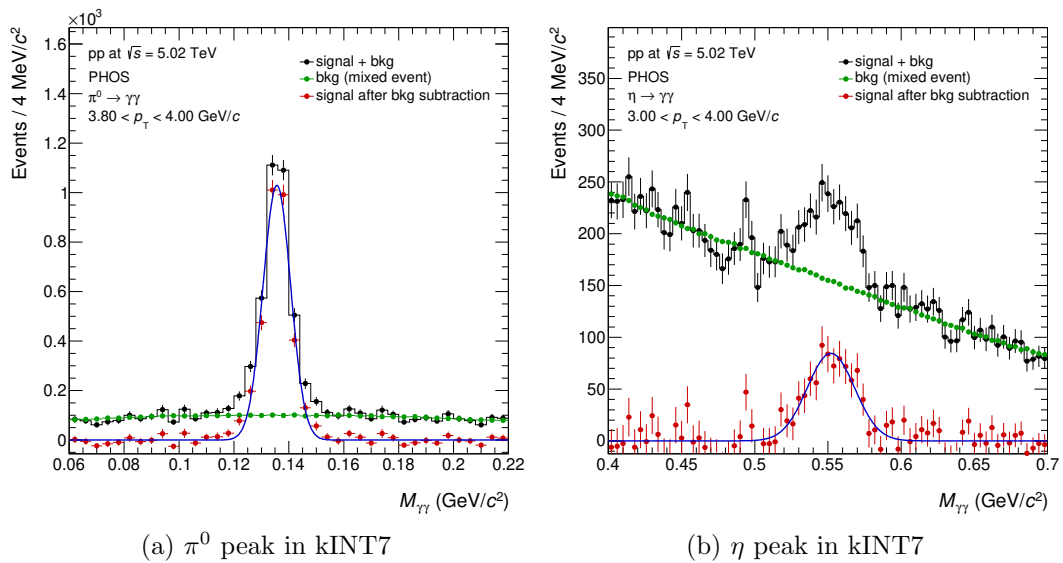 ×10³
Events / 4 MeV/c²
1.6
1.4
1.2
1
0.8
0.6
0.4
0.2
0
pp at √s = 5.02 TeV
PHOS
π⁰ → γγ
3.80 < p_T < 4.00 GeV/c
signal + bkg
bkg (mixed event)
signal after bkg subtraction
0.06 0.08 0.1 0.12 0.14 0.16 0.18 0.2 0.22
M_γγ (GeV/c²)
(a) π⁰ peak in kINT7
Events / 4 MeV/c²
350
300
250
200
150
100
50
0
pp at √s = 5.02 TeV
PHOS
η → γγ
3.00 < p_T < 4.00 GeV/c
signal + bkg
bkg (mixed event)
signal after bkg subtraction
0.4 0.45 0.5 0.55 0.6 0.65 0.7
M_γγ (GeV/c²)
(b) η peak in kINT7